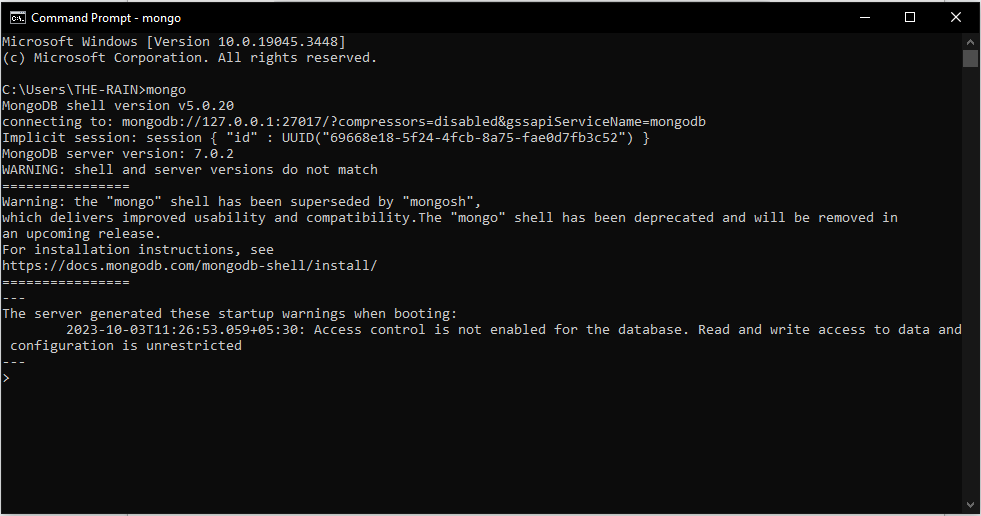 Command Prompt - mongo
Microsoft Windows [Version 10.0.19045.3448]
(c) Microsoft Corporation. All rights reserved.
C:\Users\THE-RAIN>mongo
MongoDB shell version v5.0.20
connecting to: mongodb://127.0.0.1:27017/?compressors=disabled&gssapiServiceName=mongodb
Implicit session: session { "id" : UUID("69668e18-5f24-4fcb-8a75-fae0d7fb3c52") }
MongoDB server version: 7.0.2
WARNING: shell and server versions do not match
================
Warning: the "mongo" shell has been superseded by "mongosh",
which delivers improved usability and compatibility.The "mongo" shell has been deprecated and will be removed in
an upcoming release.
For installation instructions, see
https://docs.mongodb.com/mongodb-shell/install/
================
---
The server generated these startup warnings when booting:
        2023-10-03T11:26:53.059+05:30: Access control is not enabled for the database. Read and write access to data and
 configuration is unrestricted
---
>